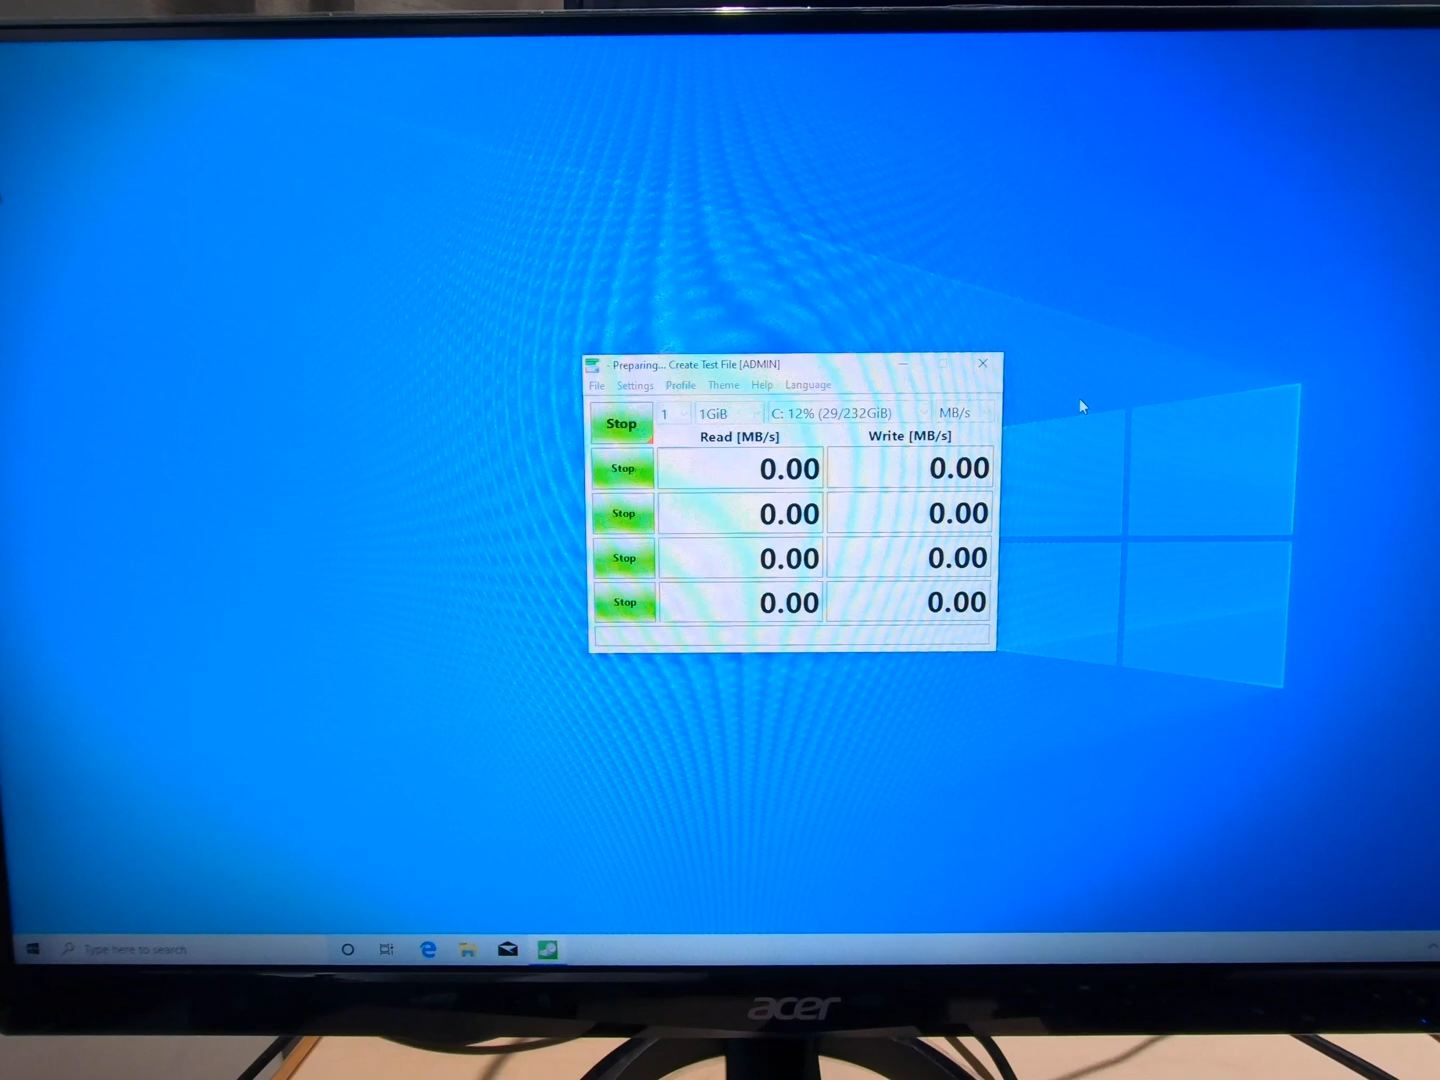 - Preparing... Create Test File [ADMIN]
File Settings Profile Theme Help Language
Stop 1 1GiB C: 12% (29/232GiB) MB/s
Read [MB/s] Write [MB/s]
Stop 0.00 0.00
Stop 0.00 0.00
Stop 0.00 0.00
Stop 0.00 0.00
Type here to search
acer